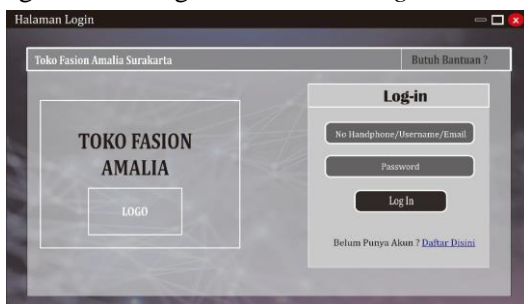 Halaman Login
Toko Fasion Amalia Surakarta
Butuh Bantuan ?
TOKO FASION
AMALIA
LOGO
Log-in
No Handphone/Username/Email
Password
Log In
Belum Punya Akun ? Daftar Disini